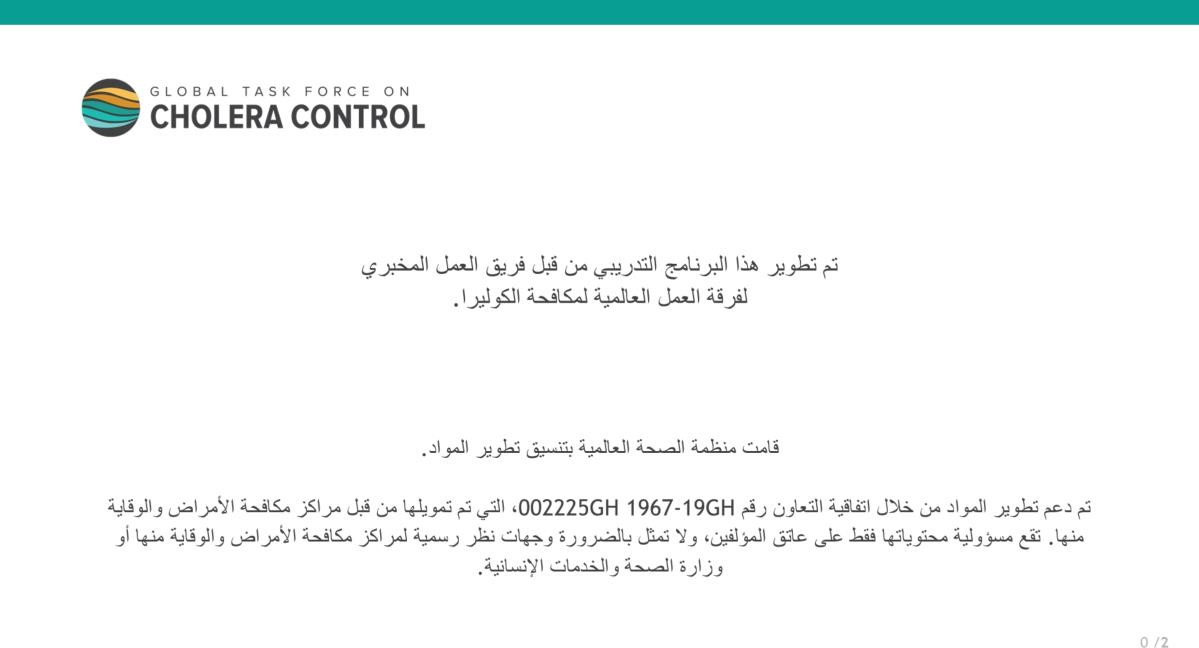 GLOBAL TASK FORCE ON
CHOLERA CONTROL
تم تطوير هذا البرنامج التدريبي من قبل فريق العمل المخبري
لفرقة العمل العالمية لمكافحة الكوليرا.
قامت منظمة الصحة العالمية بتنسيق تطوير المواد.
تم دعم تطوير المواد من خلال اتفاقية التعاون رقم 002225GH 1967-19GH، التي تم تمويلها من قبل مراكز مكافحة الأمراض والوقاية
منها. تقع مسؤولية محتوياتها فقط على عاتق المؤلفين، ولا تمثل بالضرورة وجهات نظر رسمية لمراكز مكافحة الأمراض والوقاية منها أو
وزارة الصحة والخدمات الإنسانية.
0 /2